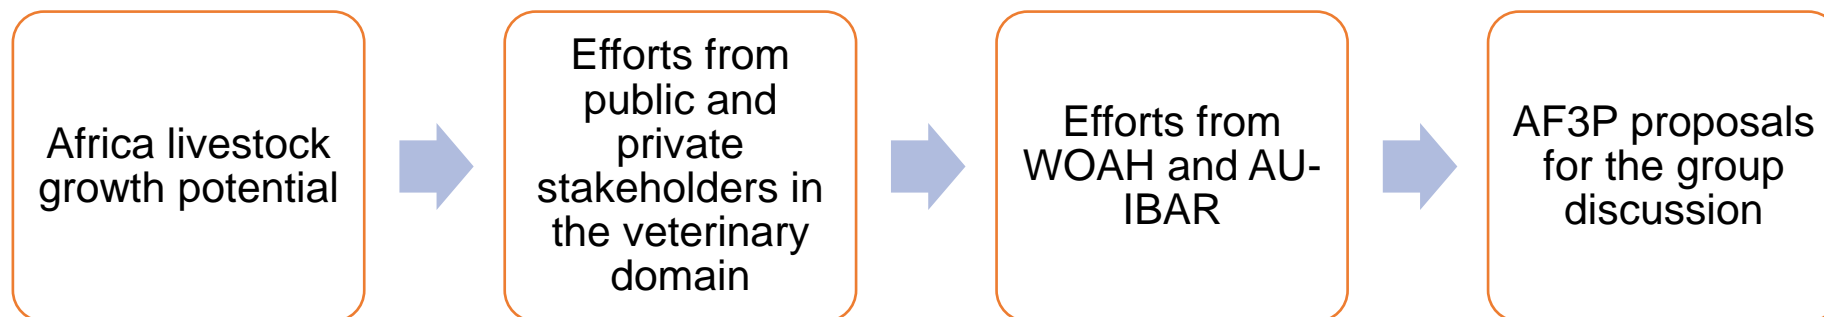 Africa livestock
growth potential
Efforts from
public and
private
stakeholders in
the veterinary
domain
Efforts from
WOAH and AU-
IBAR
AF3P proposals
for the group
discussion